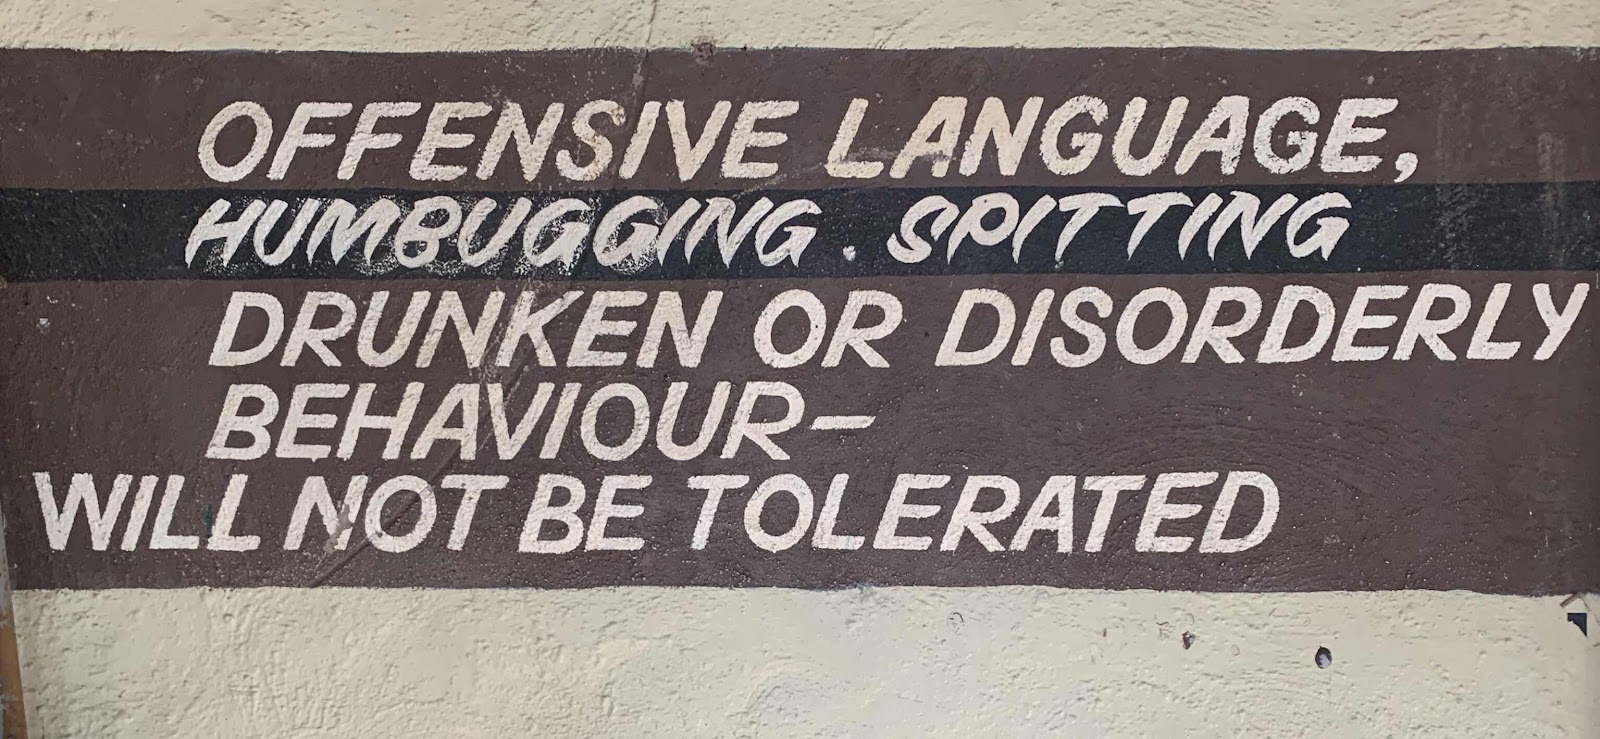 OFFENSIVE LANGUAGE,
HUMBUGGING . SPITTING
DRUNKEN OR DISORDERLY
BEHAVIOUR-
WILL NOT BE TOLERATED